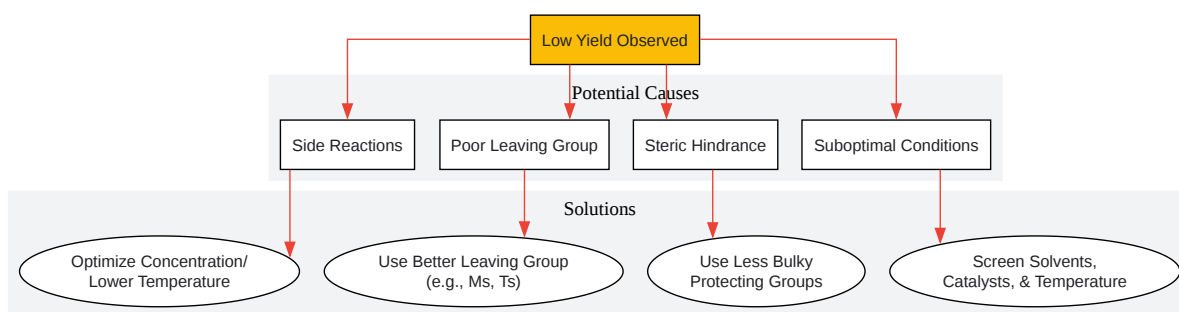 Low Yield Observed
Potential Causes
Side Reactions
Poor Leaving Group
Steric Hindrance
Suboptimal Conditions
Solutions
Optimize Concentration/
Lower Temperature
Use Better Leaving Group
(e.g., Ms, Ts)
Use Less Bulky
Protecting Groups
Screen Solvents,
Catalysts, & Temperature